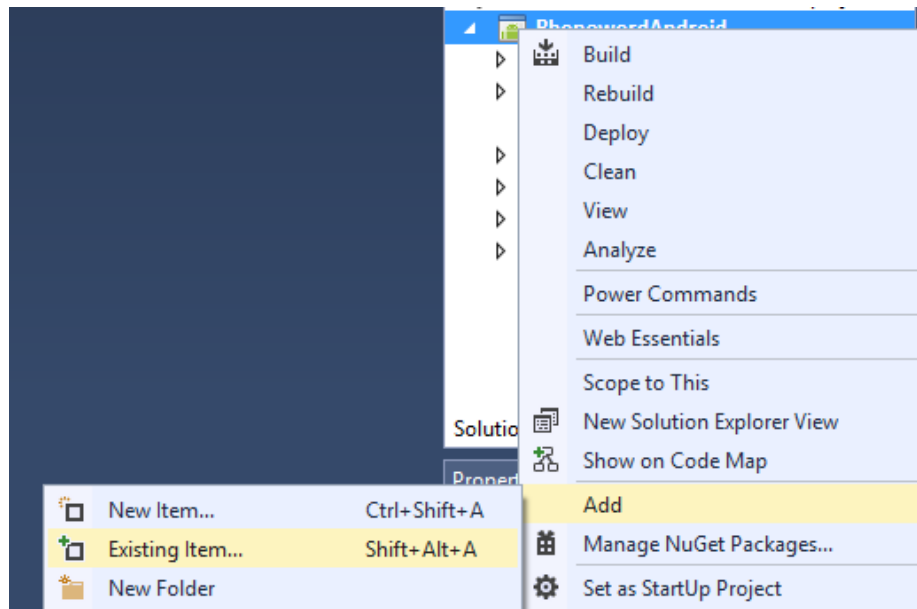 PhonewordAndroid
Build
Rebuild
Deploy
Clean
View
Analyze
Power Commands
Web Essentials
Scope to This
New Solution Explorer View
Show on Code Map
Add
Manage NuGet Packages...
Set as StartUp Project
Solutio
Propert
New Item... Ctrl+Shift+A
Existing Item... Shift+Alt+A
New Folder